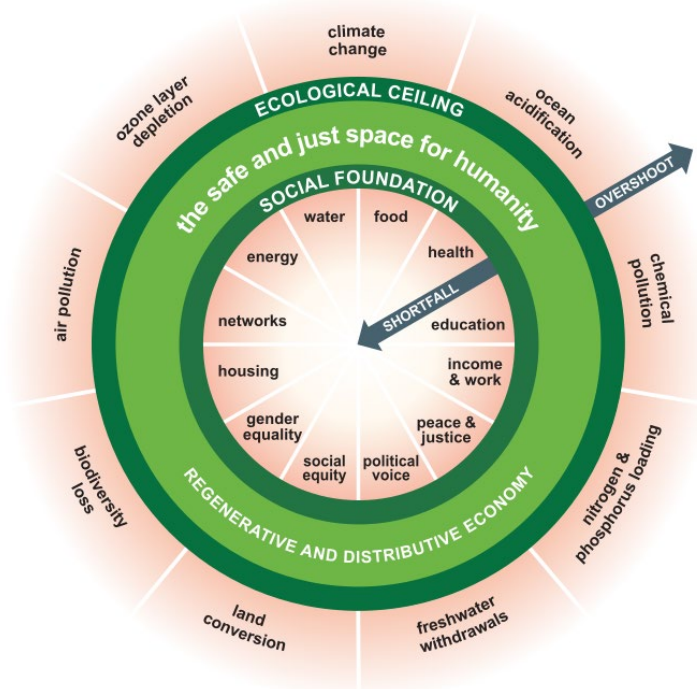 climate
change
ocean
acidification
chemical
pollution
nitrogen &
phosphorus loading
freshwater
withdrawals
land
conversion
biodiversity
loss
air pollution
ozone layer
depletion
OVERSHOOT
ECOLOGICAL CEILING
the safe and just space for humanity
SOCIAL FOUNDATION
water
food
health
SHORTFALL
education
income
& work
peace &
justice
political
voice
social
equity
gender
equality
housing
networks
energy
REGENERATIVE AND DISTRIBUTIVE ECONOMY